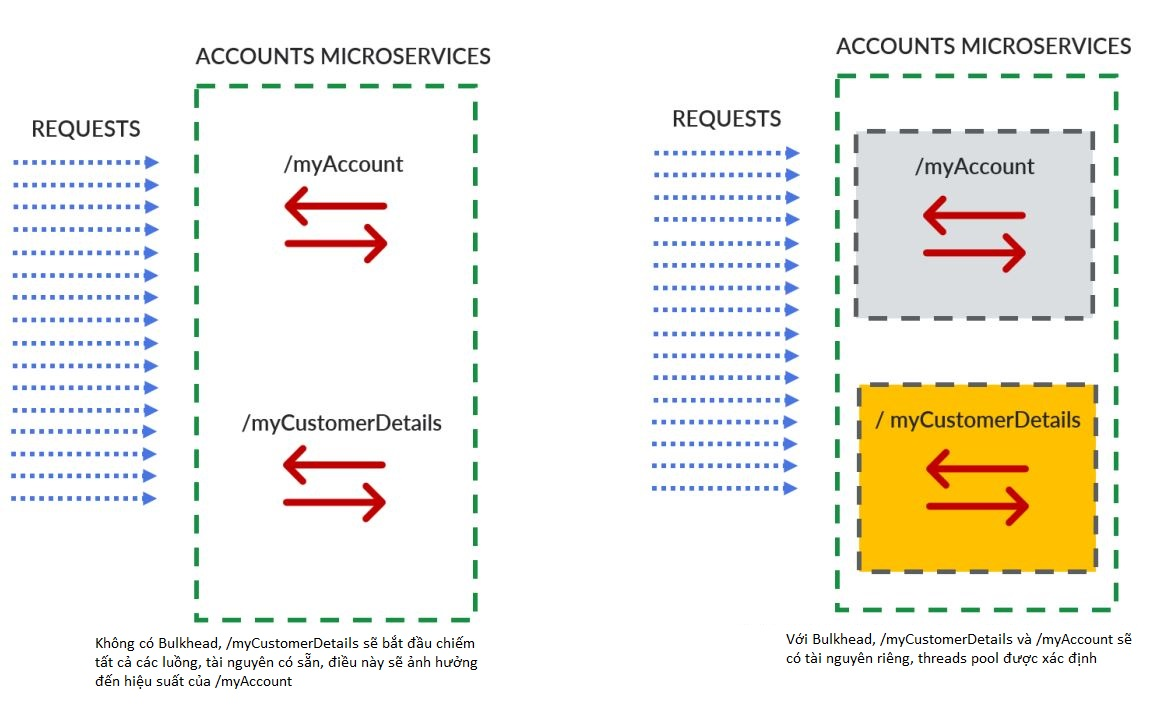 ACCOUNTS MICROSERVICES
REQUESTS
/myAccount
/myCustomerDetails
Không có Bulkhead, /myCustomerDetails sẽ bắt đầu chiếm
tất cả các luồng, tài nguyên có sẵn, điều này sẽ ảnh hưởng
đến hiệu suất của /myAccount
ACCOUNTS MICROSERVICES
REQUESTS
/myAccount
/ myCustomerDetails
Với Bulkhead, /myCustomerDetails và /myAccount sẽ
có tài nguyên riêng, threads pool được xác định